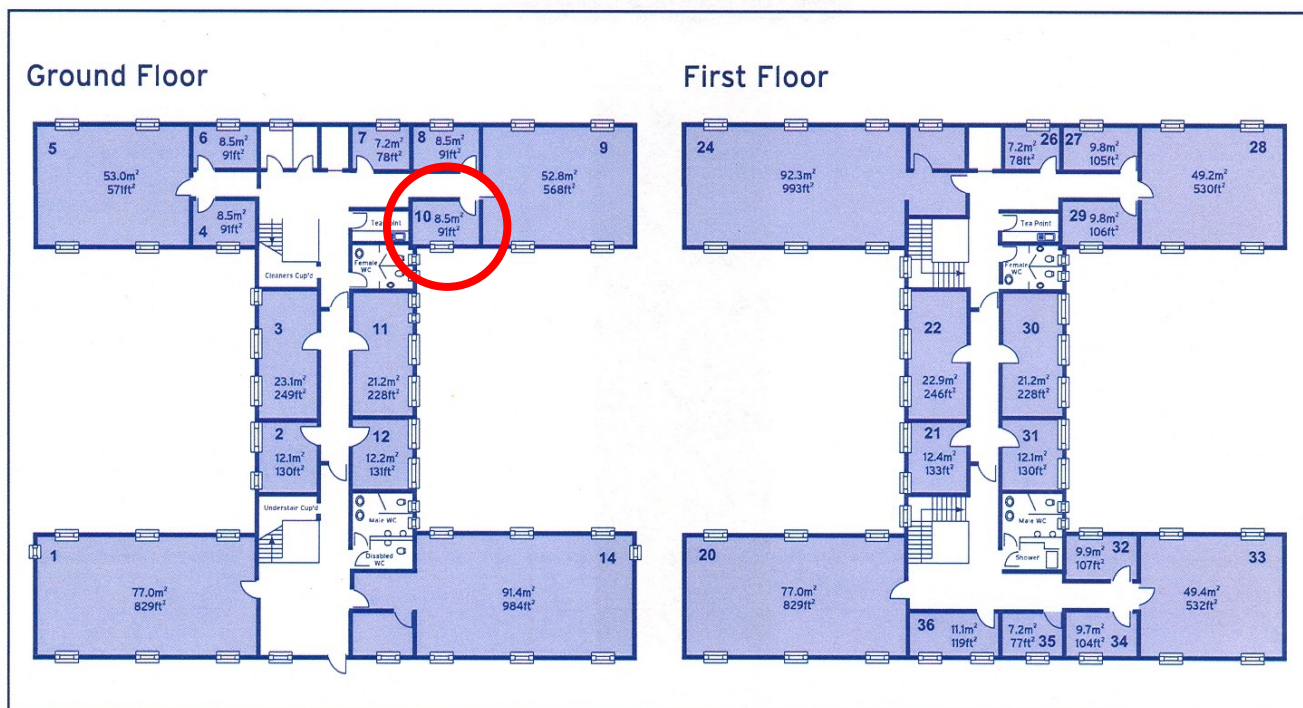 Ground Floor
First Floor
5
53.0m²
571ft²
6
8.5m²
91ft²
7
7.2m²
78ft²
8
8.5m²
91ft²
9
52.8m²
568ft²
4
8.5m²
91ft²
10
8.5m²
91ft²
Tea Point
Female
WC
Cleaners Cup'd
3
23.1m²
249ft²
11
21.2m²
228ft²
2
12.1m²
130ft²
12
12.2m²
131ft²
Understair Cup'd
Male WC
Disabled
WC
1
77.0m²
829ft²
14
91.4m²
984ft²
24
92.3m²
993ft²
26
7.2m²
78ft²
27
9.8m²
105ft²
28
49.2m²
530ft²
29
9.8m²
106ft²
Tea Point
Female
WC
22
22.9m²
246ft²
30
21.2m²
228ft²
21
12.4m²
133ft²
31
12.1m²
130ft²
Male WC
Shower
20
77.0m²
829ft²
32
9.9m²
107ft²
33
49.4m²
532ft²
36
11.1m²
119ft²
35
7.2m²
77ft²
34
9.7m²
104ft²